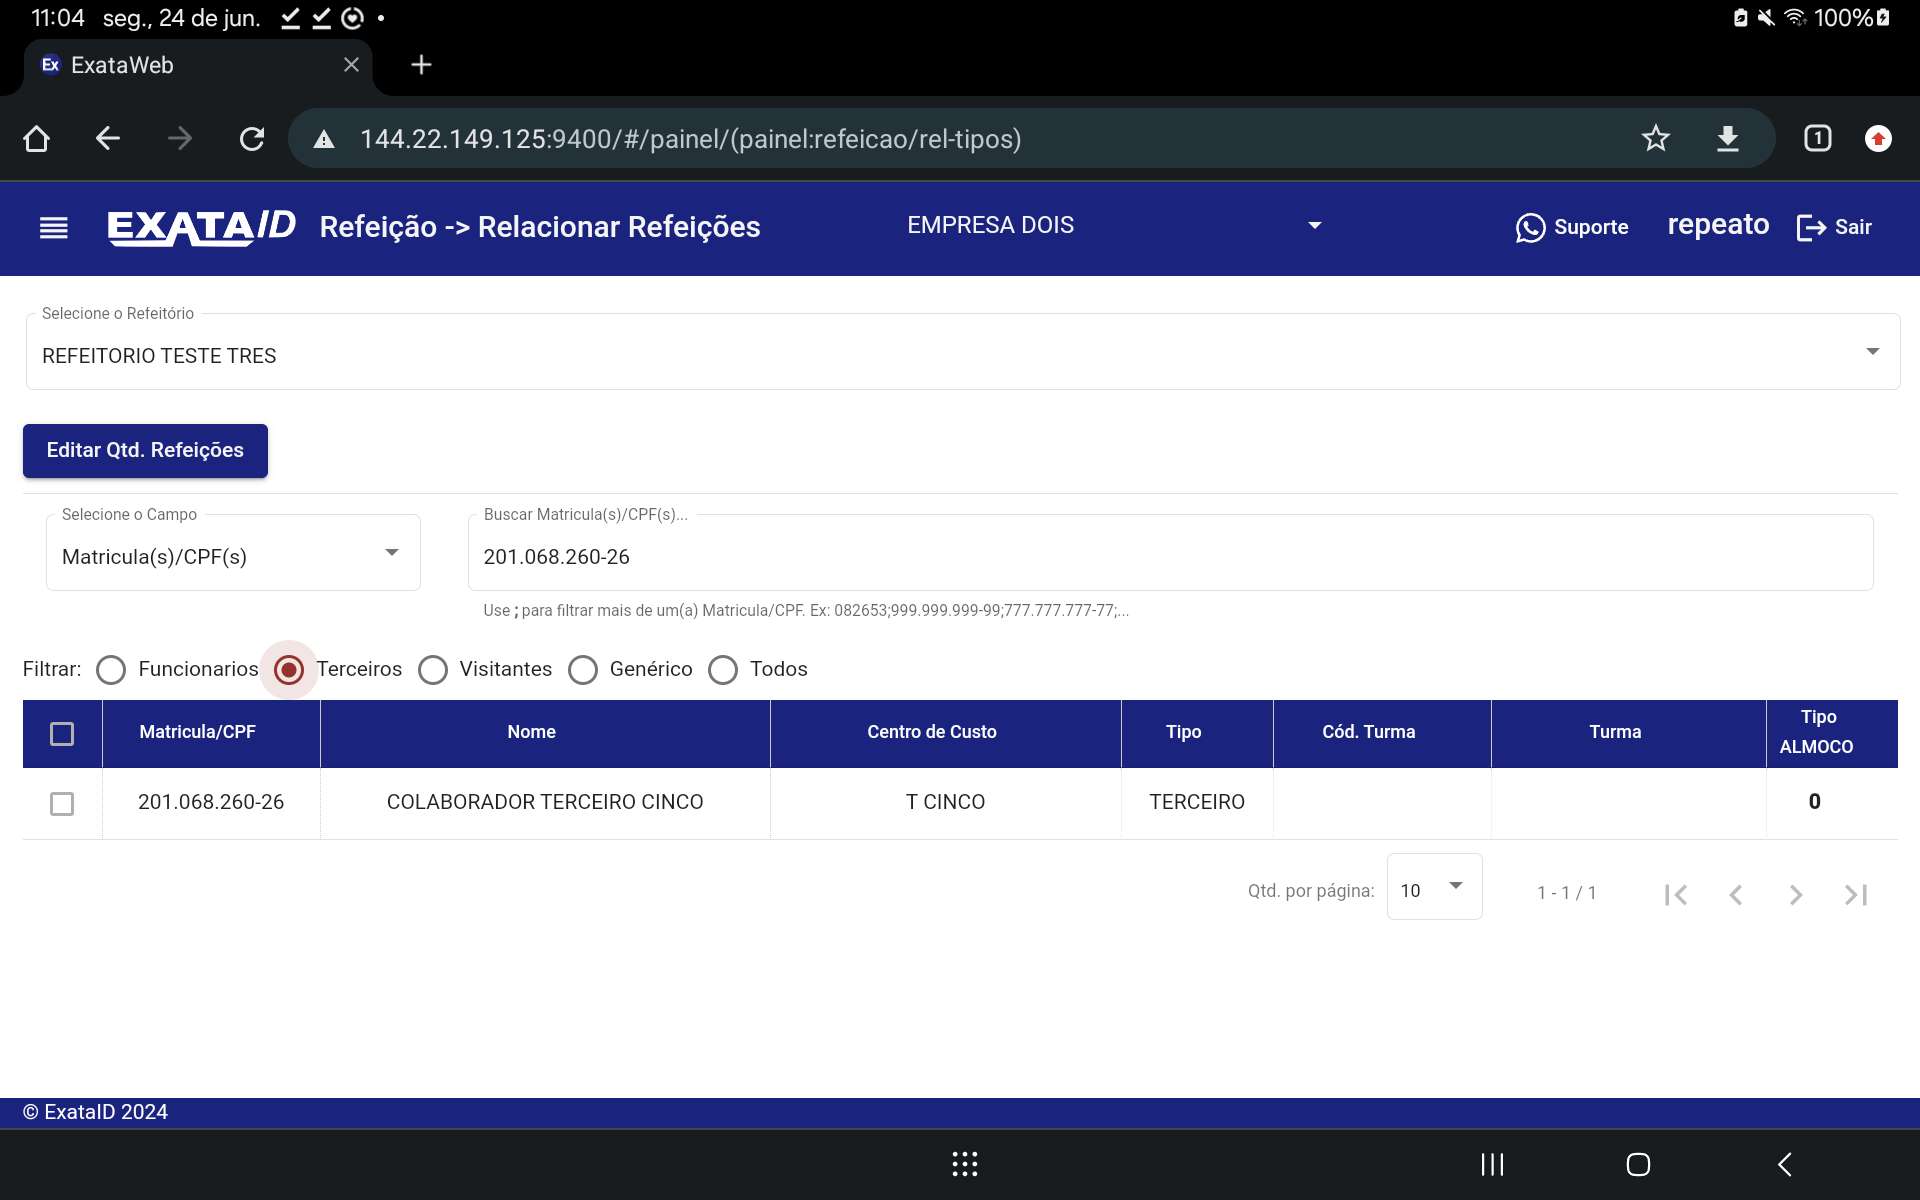 11:04 seg., 24 de jun. 100%
Ex ExataWeb
144.22.149.125:9400/#/painel/(painel:refeicao/rel-tipos) 1
EXATAID Refeição -> Relacionar Refeições EMPRESA DOIS Suporte repeato Sair
Selecione o Refeitório
REFEITORIO TESTE TRES
Editar Qtd. Refeições
Selecione o Campo Buscar Matricula(s)/CPF(s)...
Matricula(s)/CPF(s) 201.068.260-26
Use ; para filtrar mais de um(a) Matricula/CPF. Ex: 082653;999.999.999-99;777.777.777-77;...
Filtrar: Funcionarios Terceiros Visitantes Genérico Todos
Matricula/CPF Nome Centro de Custo Tipo Cód. Turma Turma Tipo ALMOCO
201.068.260-26 COLABORADOR TERCEIRO CINCO T CINCO TERCEIRO 0
Qtd. por página: 10 1 - 1 / 1
© ExataID 2024